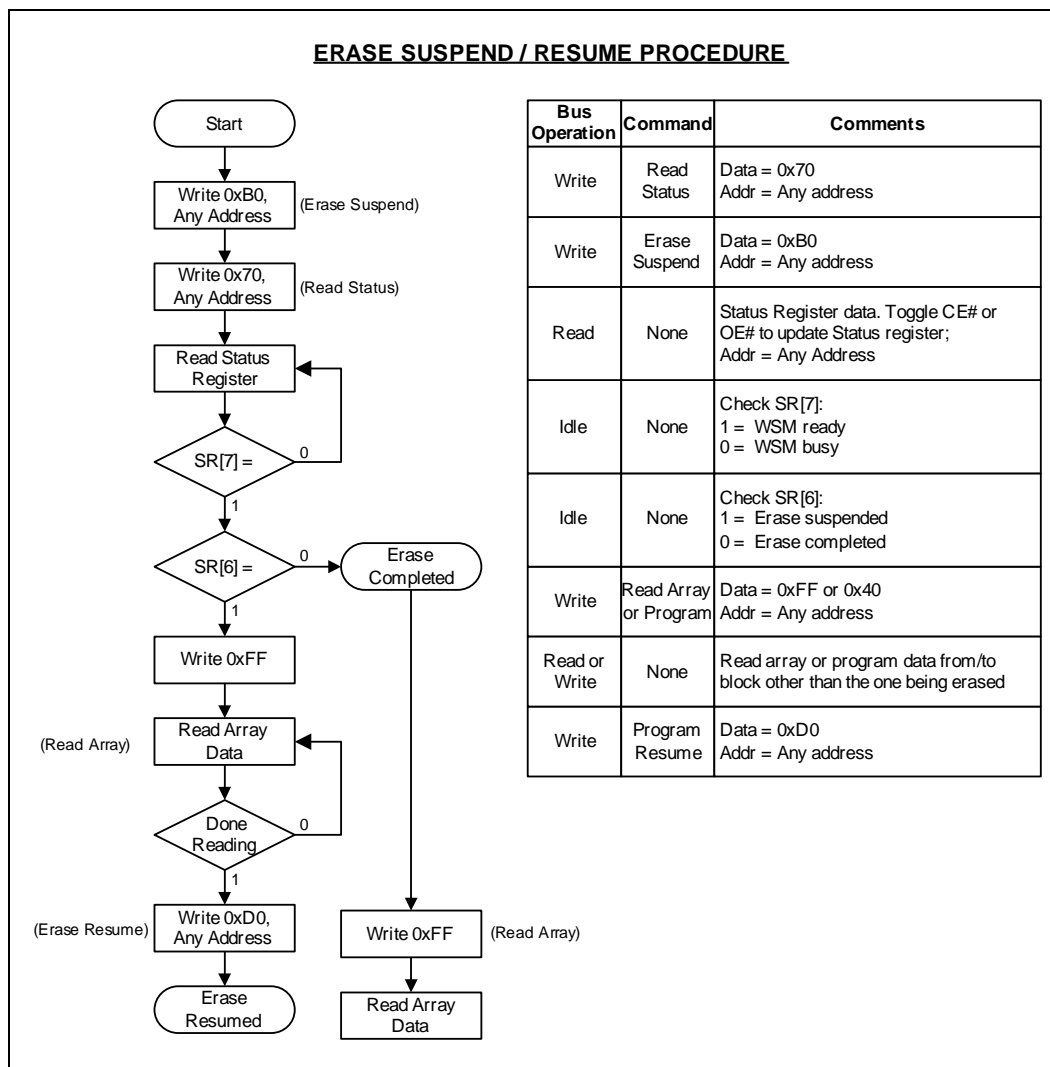 ERASE SUSPEND / RESUME PROCEDURE
Start
Write 0xB0,
Any Address
(Erase Suspend)
Write 0x70,
Any Address
(Read Status)
Read Status
Register
SR[7] =
0
1
SR[6] =
0
Erase
Completed
1
Write 0xFF
(Read Array)
Read Array
Data
Done
Reading
0
1
(Erase Resume)
Write 0xD0,
Any Address
Erase
Resumed
Write 0xFF
(Read Array)
Read Array
Data
Bus
Operation
Command
Comments
Write
Read
Status
Data = 0x70
Addr = Any address
Write
Erase
Suspend
Data = 0xB0
Addr = Any address
Read
None
Status Register data. Toggle CE# or
OE# to update Status register;
Addr = Any Address
Idle
None
Check SR[7]:
1 = WSM ready
0 = WSM busy
Idle
None
Check SR[6]:
1 = Erase suspended
0 = Erase completed
Write
Read Array
or Program
Data = 0xFF or 0x40
Addr = Any address
Read or
Write
None
Read array or program data from/to
block other than the one being erased
Write
Program
Resume
Data = 0xD0
Addr = Any address